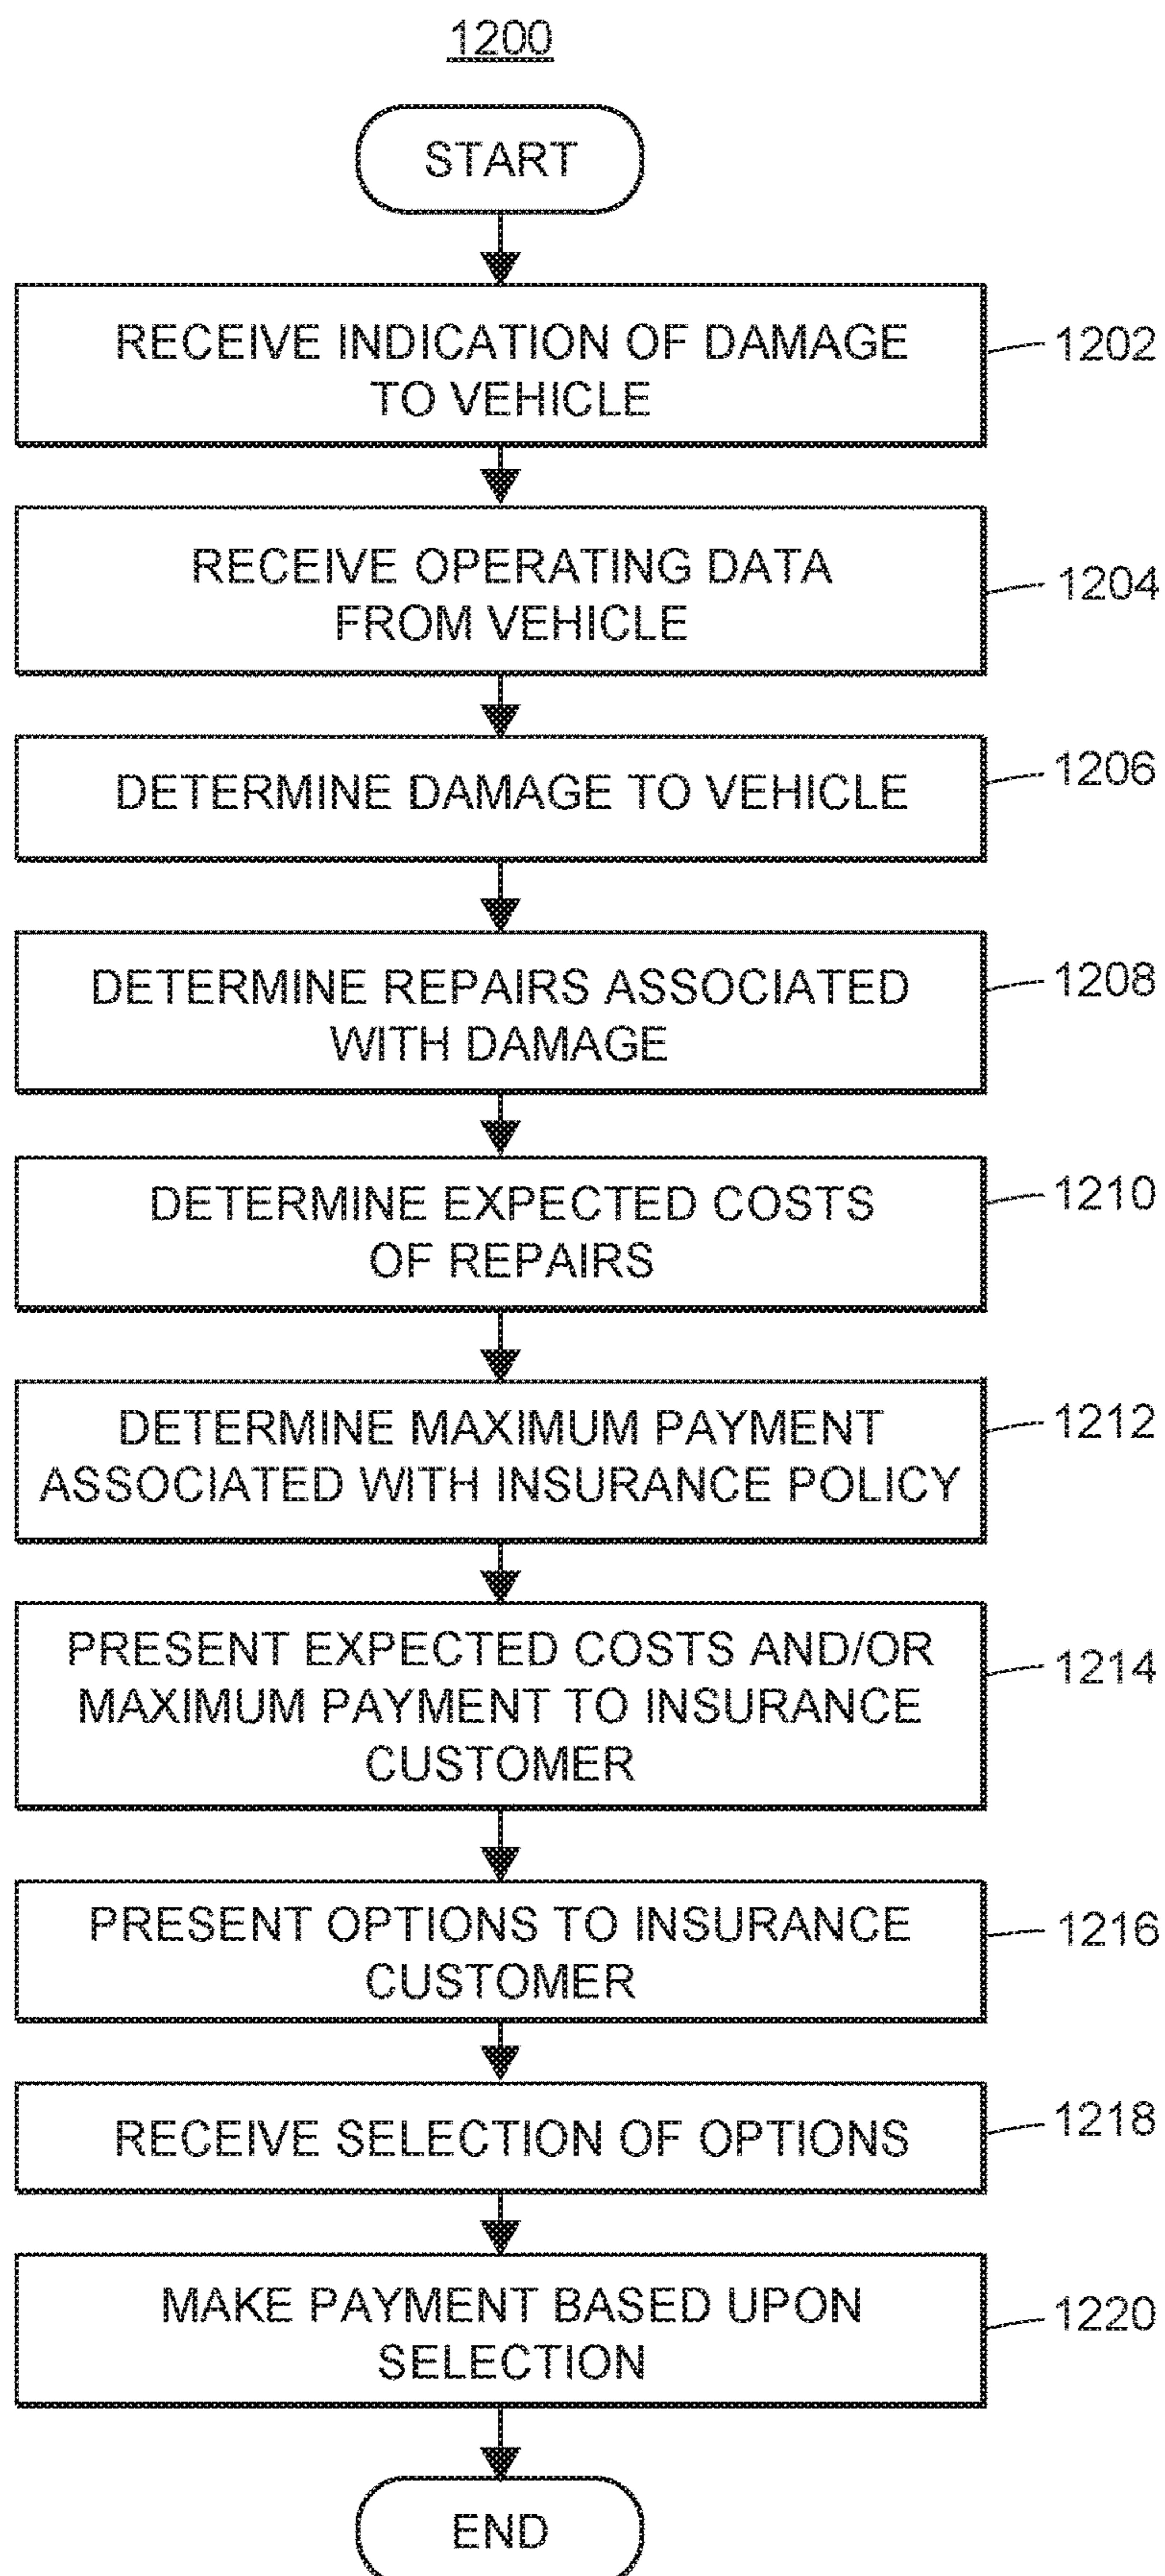 1200
START
RECEIVE INDICATION OF DAMAGE
TO VEHICLE
1202
RECEIVE OPERATING DATA
FROM VEHICLE
1204
DETERMINE DAMAGE TO VEHICLE
1206
DETERMINE REPAIRS ASSOCIATED
WITH DAMAGE
1208
DETERMINE EXPECTED COSTS
OF REPAIRS
1210
DETERMINE MAXIMUM PAYMENT
ASSOCIATED WITH INSURANCE POLICY
1212
PRESENT EXPECTED COSTS AND/OR
MAXIMUM PAYMENT TO INSURANCE
CUSTOMER
1214
PRESENT OPTIONS TO INSURANCE
CUSTOMER
1216
RECEIVE SELECTION OF OPTIONS
1218
MAKE PAYMENT BASED UPON
SELECTION
1220
END